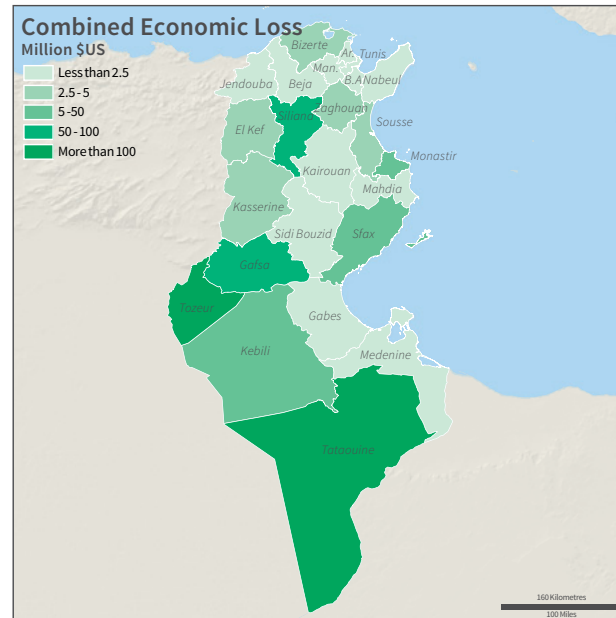 Combined Economic Loss
Million $US
Less than 2.5
2.5 - 5
5 -50
50 - 100
More than 100
Bizerte
Ar. Tunis
Man.
Jendouba
Beja
B.A Nabeul
Zaghouan
Siliana
Sousse
El Kef
Monastir
Kairouan
Mahdia
Kasserine
Sidi Bouzid
Sfax
Gafsa
Tozeur
Gabes
Kebili
Medenine
Tataouine
160 Kilometres
100 Miles